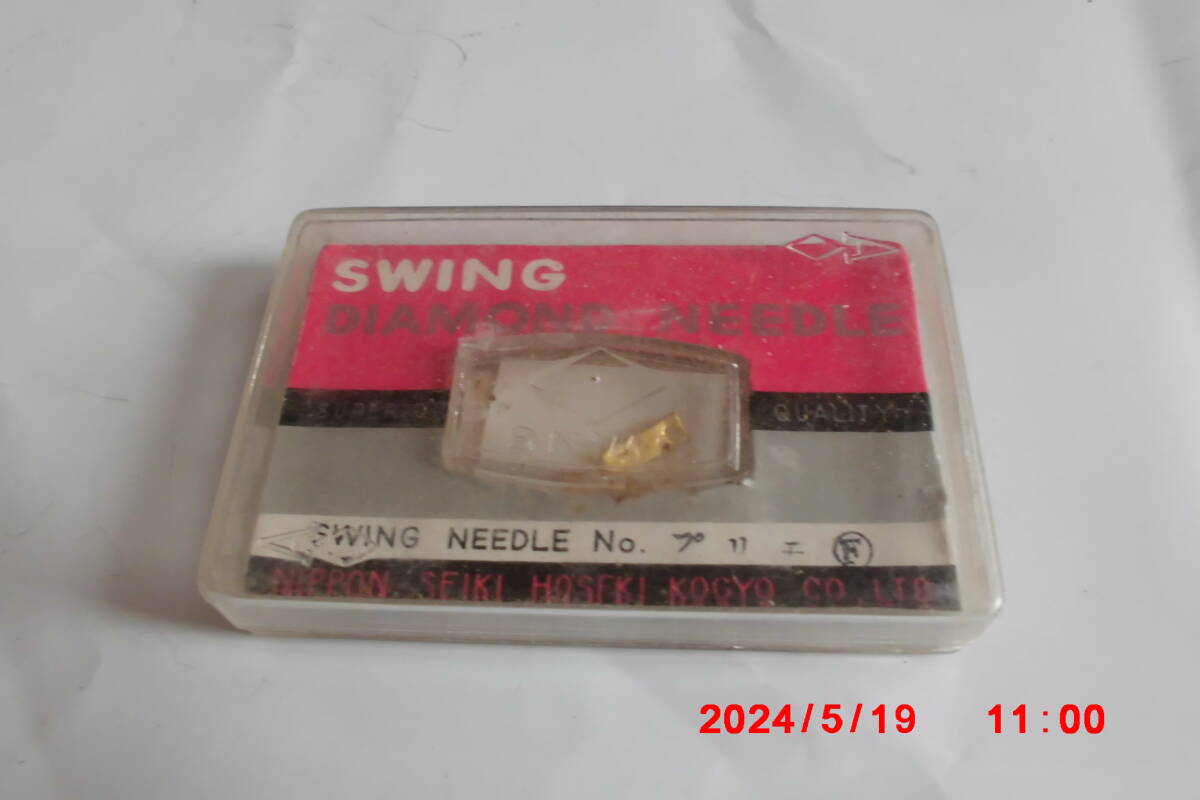 SWING
DIAMOND NEEDLE
SUPERIOR QUALITY
SWING NEEDLE No. プリエ F
NIPPON SEIKI HOSEKI KOGYO CO., LTD
2024/5/19 11:00